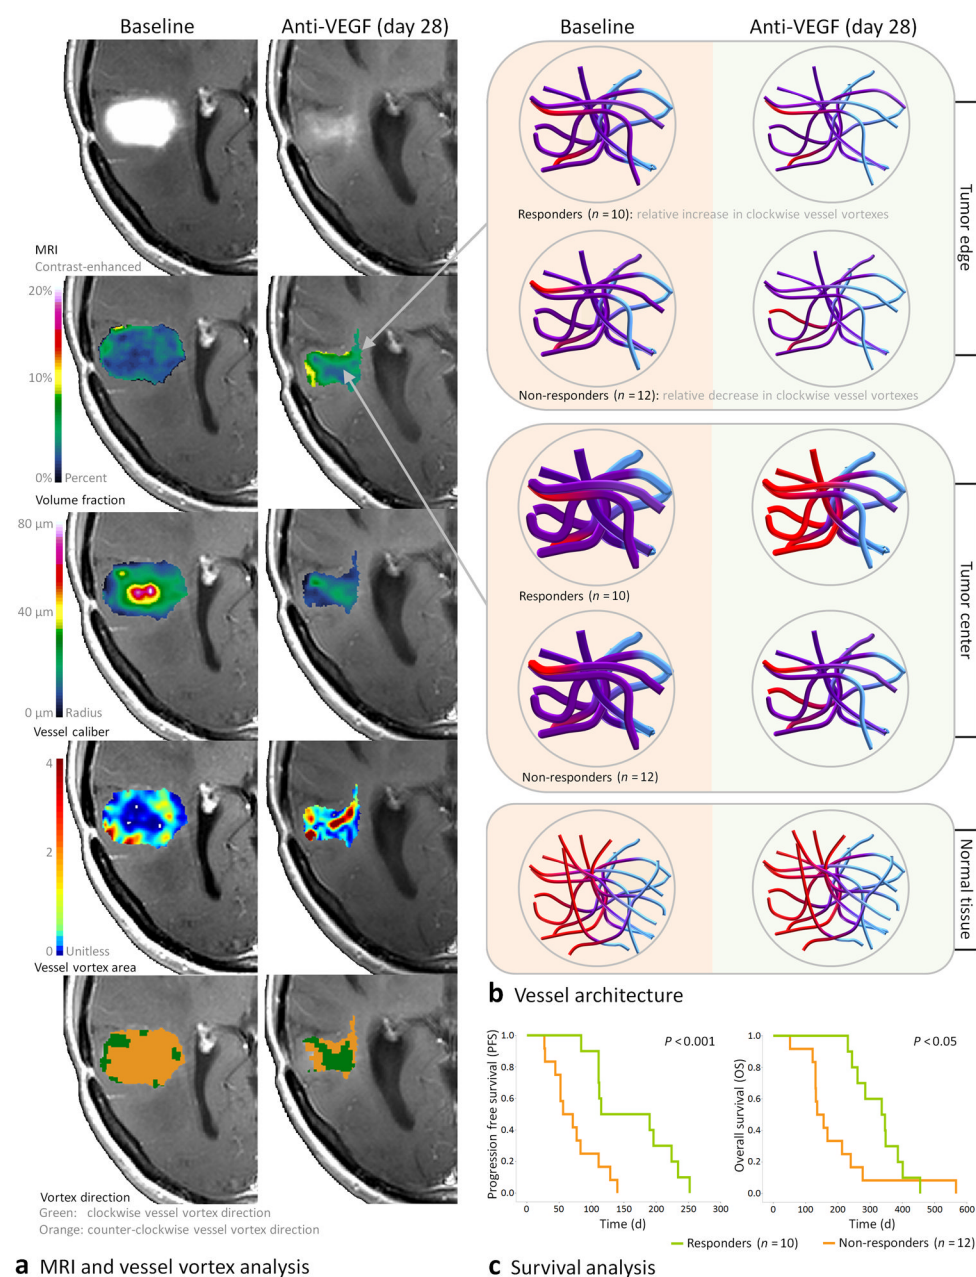 Baseline
Anti-VEGF (day 28)
MRI
Contrast-enhanced
20%
10%
0%
Percent
Volume fraction
80 µm
40 µm
0 µm
Radius
Vessel caliber
4
2
0
Unitless
Vessel vortex area
Vortex direction
Green: clockwise vessel vortex direction
Orange: counter-clockwise vessel vortex direction
a MRI and vessel vortex analysis
Baseline
Anti-VEGF (day 28)
Responders (n = 10): relative increase in clockwise vessel vortexes
Non-responders (n = 12): relative decrease in clockwise vessel vortexes
Tumor edge
Responders (n = 10)
Non-responders (n = 12)
Tumor center
Normal tissue
b Vessel architecture
Progression free survival (PFS)
1.0
0.8
0.6
0.4
0.2
0.0
P < 0.001
0 50 100 150 200 250 300
Time (d)
Overall survival (OS)
1.0
0.8
0.6
0.4
0.2
0.0
P < 0.05
0 100 200 300 400 500 600
Time (d)
Responders (n = 10)
Non-responders (n = 12)
c Survival analysis